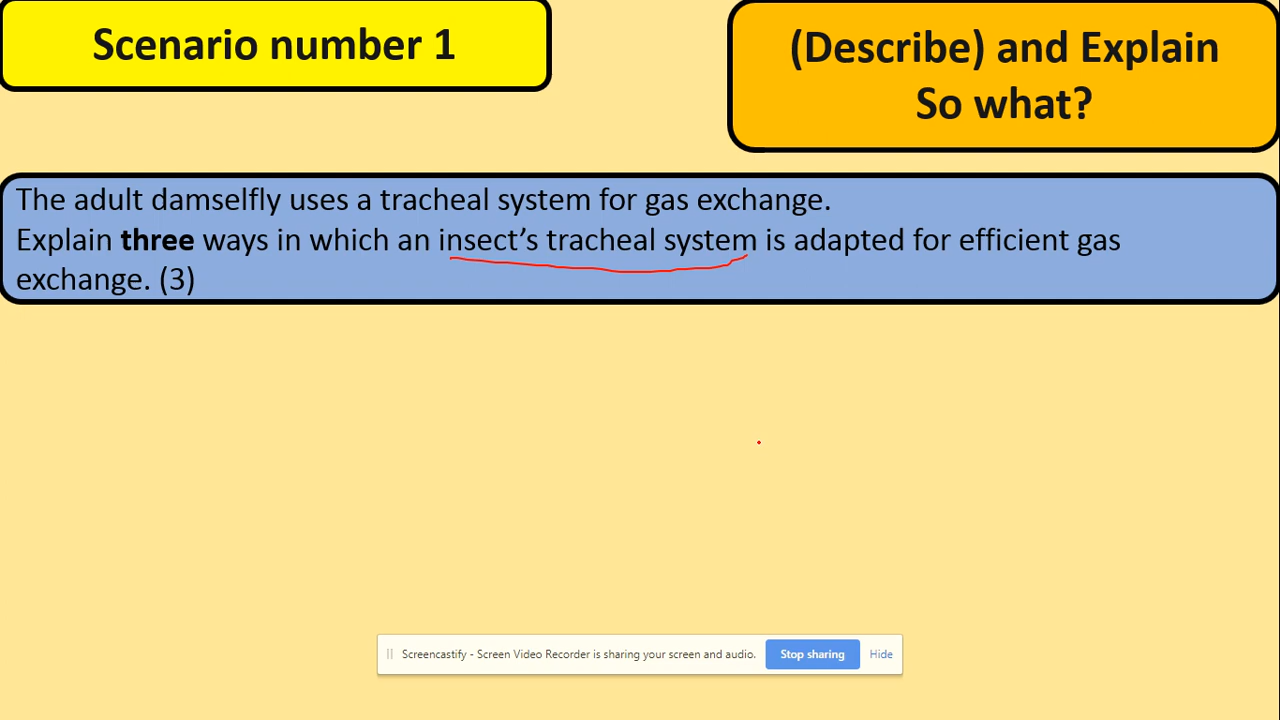 Scenario number 1
(Describe) and Explain
So what?
The adult damselfly uses a tracheal system for gas exchange.
Explain three ways in which an insect's tracheal system is adapted for efficient gas
exchange. (3)
Screencastify - Screen Video Recorder is sharing your screen and audio. Stop sharing Hide